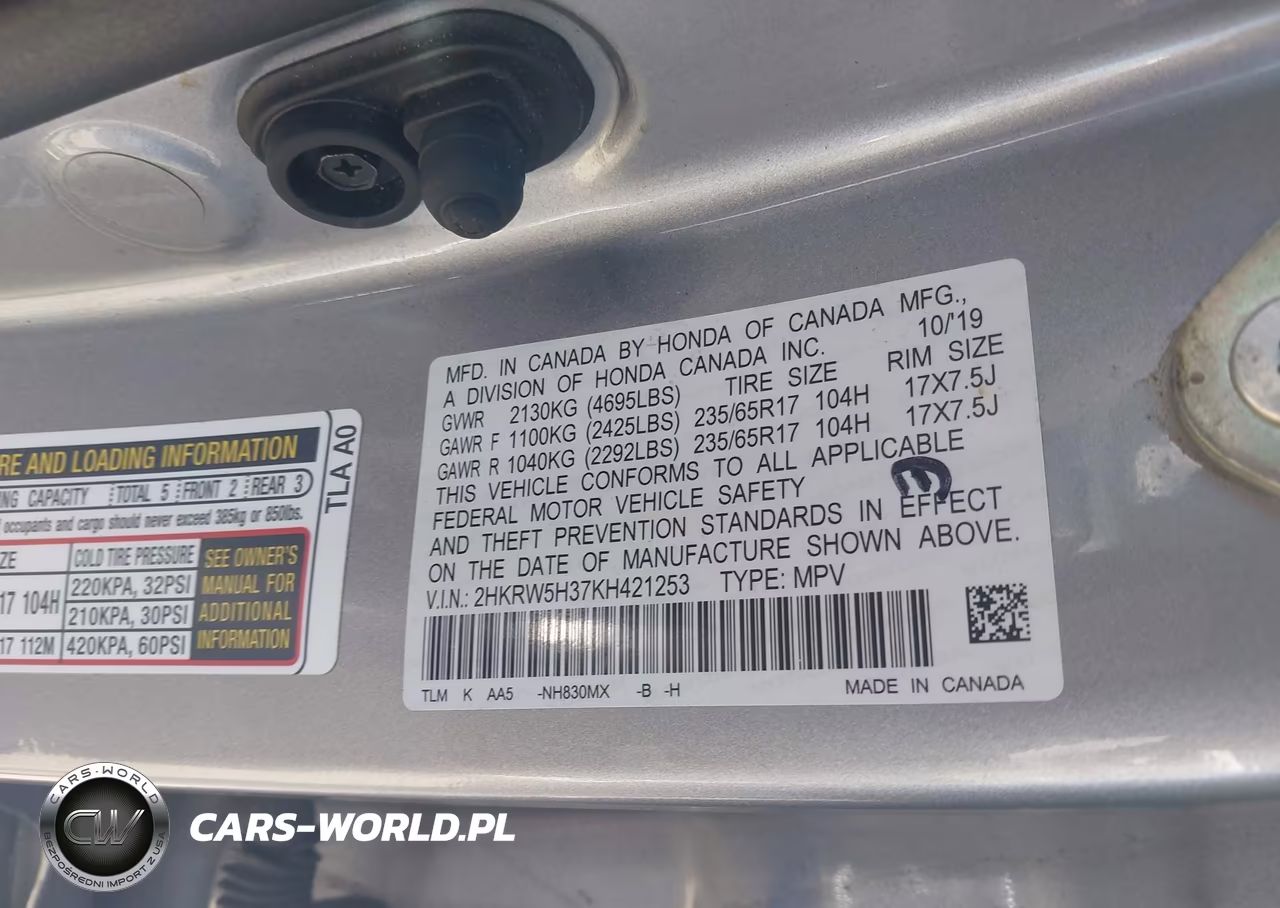 MFD. IN CANADA BY HONDA OF CANADA MFG.,
A DIVISION OF HONDA CANADA INC. 10/'19
GVWR 2130KG (4695LBS) TIRE SIZE RIM SIZE
GAWR F 1100KG (2425LBS) 235/65R17 104H 17X7.5J
GAWR R 1040KG (2292LBS) 235/65R17 104H 17X7.5J
THIS VEHICLE CONFORMS TO ALL APPLICABLE
FEDERAL MOTOR VEHICLE SAFETY
AND THEFT PREVENTION STANDARDS IN EFFECT
ON THE DATE OF MANUFACTURE SHOWN ABOVE.
V.I.N.: 2HKRW5H37KH421253 TYPE: MPV
TLM K AA5 -NH830MX -B -H MADE IN CANADA
RE AND LOADING INFORMATION
NG CAPACITY TOTAL 5 FRONT 2 REAR 3
occupants and cargo should never exceed 385kg or 850lbs.
ZE COLD TIRE PRESSURE SEE OWNER'S
17 104H 220KPA, 32PSI MANUAL FOR
210KPA, 30PSI ADDITIONAL
17 112M 420KPA, 60PSI INFORMATION
TLA A0
CARS-WORLD
CW
BEZPOŚREDNI IMPORT Z USA
CARS-WORLD.PL